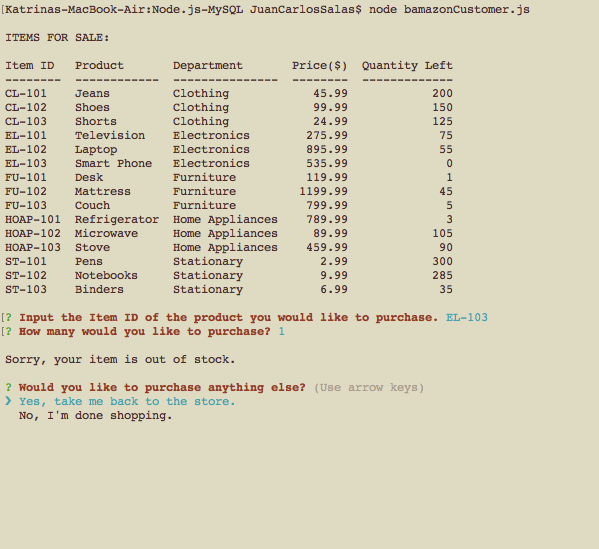 [Katrinas-MacBook-Air:Node.js-MySQL JuanCarlosSalas$ node bamazonCustomer.js
ITEMS FOR SALE:
Item ID  Product  Department  Price($)  Quantity Left
--------  ------------  ---------------  --------  -------------
CL-101  Jeans  Clothing  45.99  200
CL-102  Shoes  Clothing  99.99  150
CL-103  Shorts  Clothing  24.99  125
EL-101  Television  Electronics  275.99  75
EL-102  Laptop  Electronics  895.99  55
EL-103  Smart Phone  Electronics  535.99  0
FU-101  Desk  Furniture  119.99  1
FU-102  Mattress  Furniture  1199.99  45
FU-103  Couch  Furniture  799.99  5
HOAP-101  Refrigerator  Home Appliances  789.99  3
HOAP-102  Microwave  Home Appliances  89.99  105
HOAP-103  Stove  Home Appliances  459.99  90
ST-101  Pens  Stationary  2.99  300
ST-102  Notebooks  Stationary  9.99  285
ST-103  Binders  Stationary  6.99  35
[? Input the Item ID of the product you would like to purchase. EL-103
[? How many would you like to purchase? 1
Sorry, your item is out of stock.
? Would you like to purchase anything else? (Use arrow keys)
❯ Yes, take me back to the store.
No, I'm done shopping.